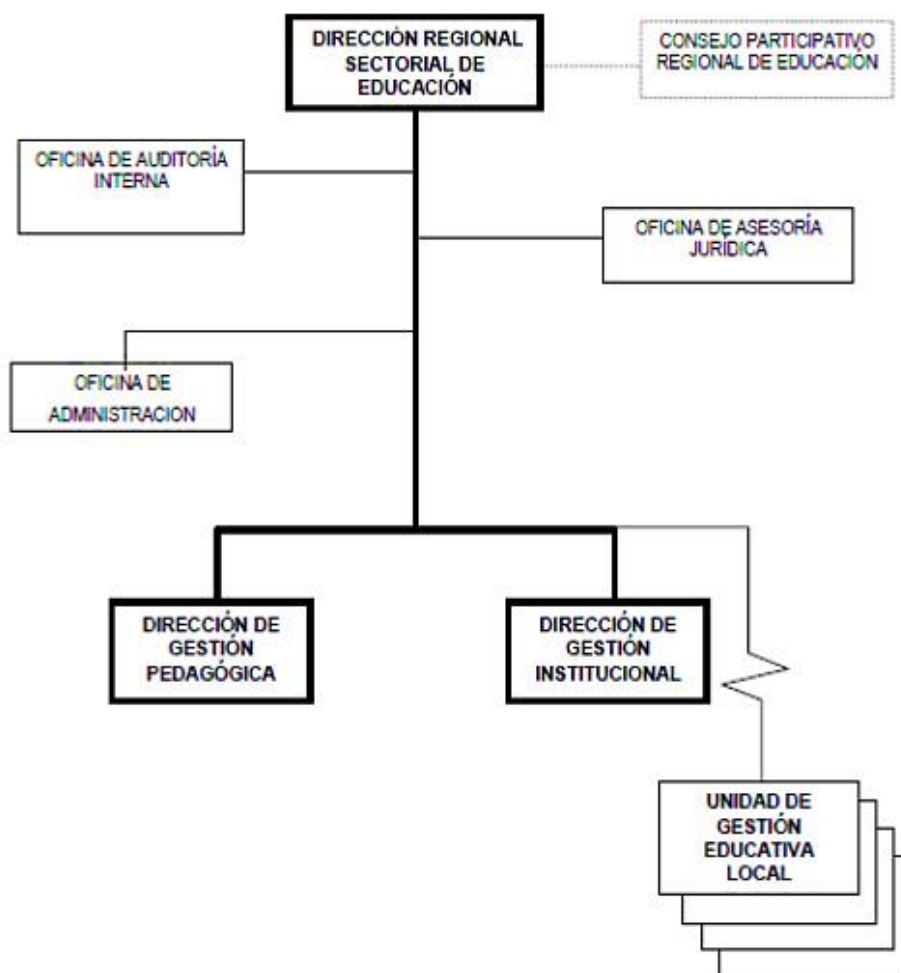 DIRECCIÓN REGIONAL
SECTORIAL DE
EDUCACIÓN
CONSEJO PARTICIPATIVO
REGIONAL DE EDUCACIÓN
OFICINA DE AUDITORÍA
INTERNA
OFICINA DE ASESORÍA
JURÍDICA
OFICINA DE
ADMINISTRACION
DIRECCIÓN DE
GESTIÓN
PEDAGÓGICA
DIRECCIÓN DE
GESTIÓN
INSTITUCIONAL
UNIDAD DE
GESTIÓN
EDUCATIVA
LOCAL